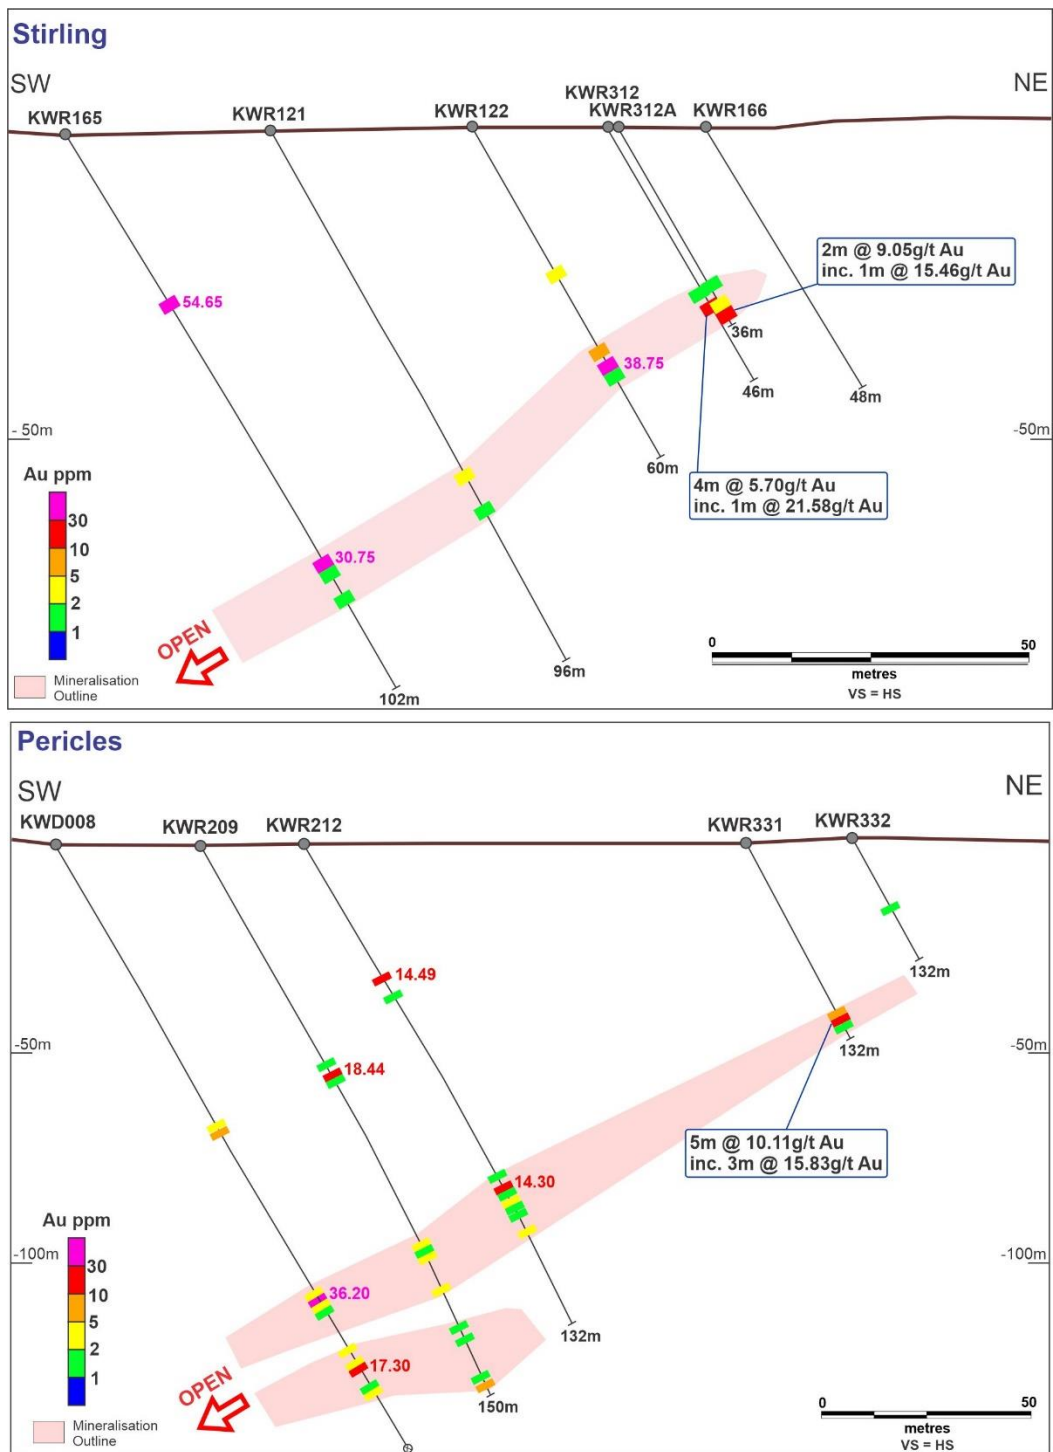 Stirling
SW
NE
KWR165
KWR121
KWR122
KWR312
KWR312A
KWR166
2m @ 9.05g/t Au
inc. 1m @ 15.46g/t Au
54.65
36m
38.75
46m
48m
- 50m
-50m
60m
Au ppm
4m @ 5.70g/t Au
inc. 1m @ 21.58g/t Au
30
10
5
2
1
30.75
OPEN
0
50
metres
VS = HS
96m
102m
Mineralisation
Outline
Pericles
SW
NE
KWD008
KWR209
KWR212
KWR331
KWR332
14.49
132m
-50m
-50m
132m
18.44
5m @ 10.11g/t Au
inc. 3m @ 15.83g/t Au
14.30
Au ppm
-100m
-100m
30
10
5
2
1
36.20
132m
17.30
OPEN
150m
0
50
metres
VS = HS
Mineralisation
Outline